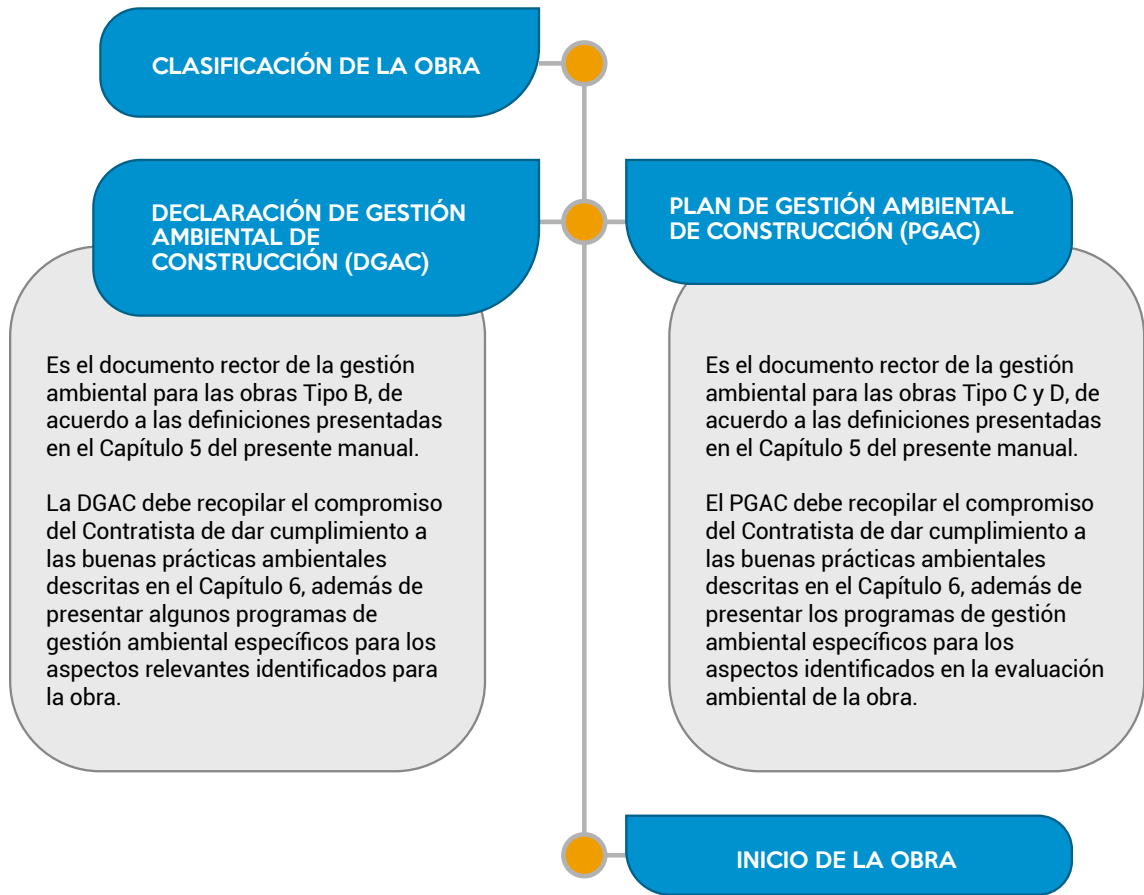 CLASIFICACIÓN DE LA OBRA
DECLARACIÓN DE GESTIÓN
AMBIENTAL DE
CONSTRUCCIÓN (DGAC)
Es el documento rector de la gestión
ambiental para las obras Tipo B, de
acuerdo a las definiciones presentadas
en el Capítulo 5 del presente manual.
La DGAC debe recopilar el compromiso
del Contratista de dar cumplimiento a
las buenas prácticas ambientales
descritas en el Capítulo 6, además de
presentar algunos programas de
gestión ambiental específicos para los
aspectos relevantes identificados para
la obra.
PLAN DE GESTIÓN AMBIENTAL
DE CONSTRUCCIÓN (PGAC)
Es el documento rector de la gestión
ambiental para las obras Tipo C y D, de
acuerdo a las definiciones presentadas
en el Capítulo 5 del presente manual.
El PGAC debe recopilar el compromiso
del Contratista de dar cumplimiento a
las buenas prácticas ambientales
descritas en el Capítulo 6, además de
presentar los programas de gestión
ambiental específicos para los
aspectos identificados en la evaluación
ambiental de la obra.
INICIO DE LA OBRA